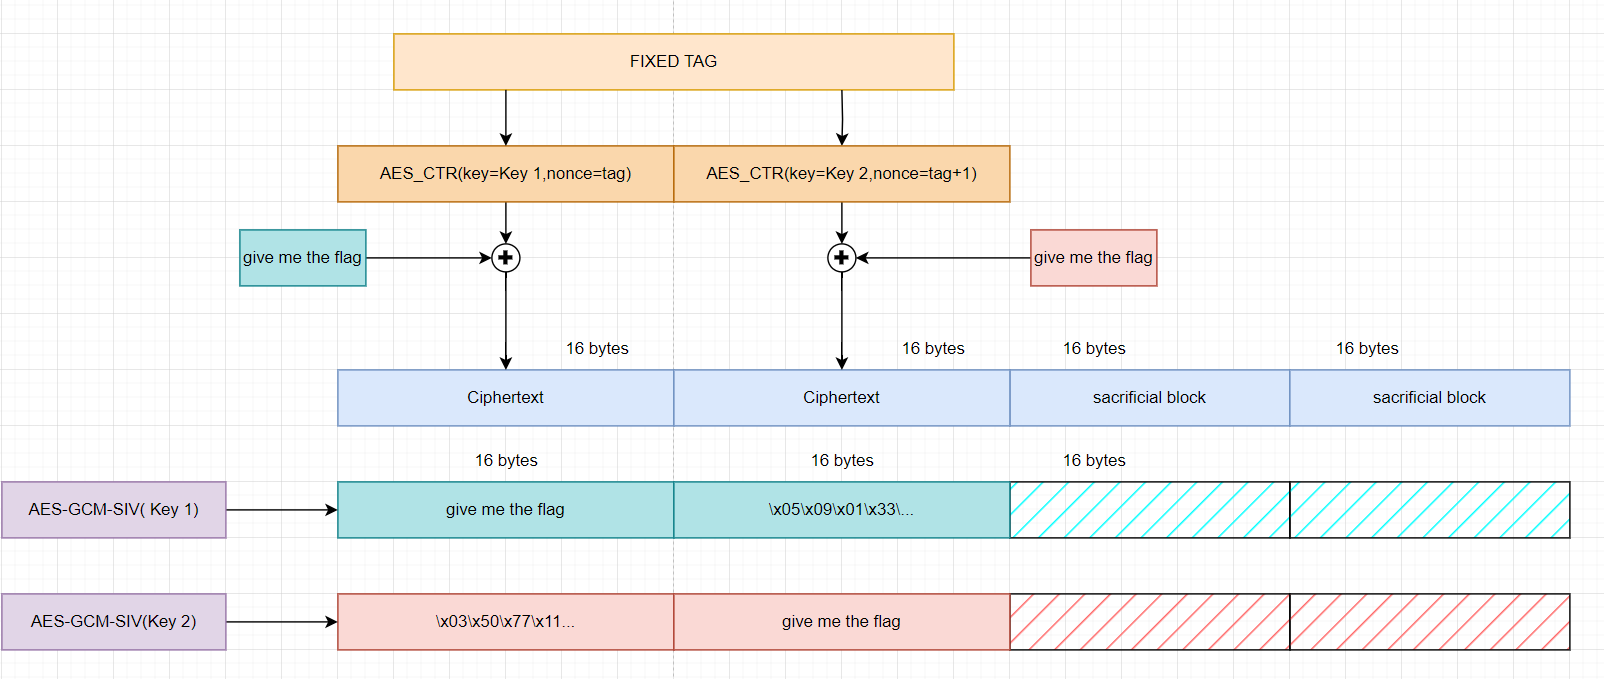 FIXED TAG
AES_CTR(key=Key 1,nonce=tag)
AES_CTR(key=Key 2,nonce=tag+1)
give me the flag
give me the flag
16 bytes
16 bytes
16 bytes
16 bytes
Ciphertext
Ciphertext
sacrificial block
sacrificial block
16 bytes
16 bytes
16 bytes
AES-GCM-SIV( Key 1)
give me the flag
\x05\x09\x01\x33\...
AES-GCM-SIV(Key 2)
\x03\x50\x77\x11...
give me the flag